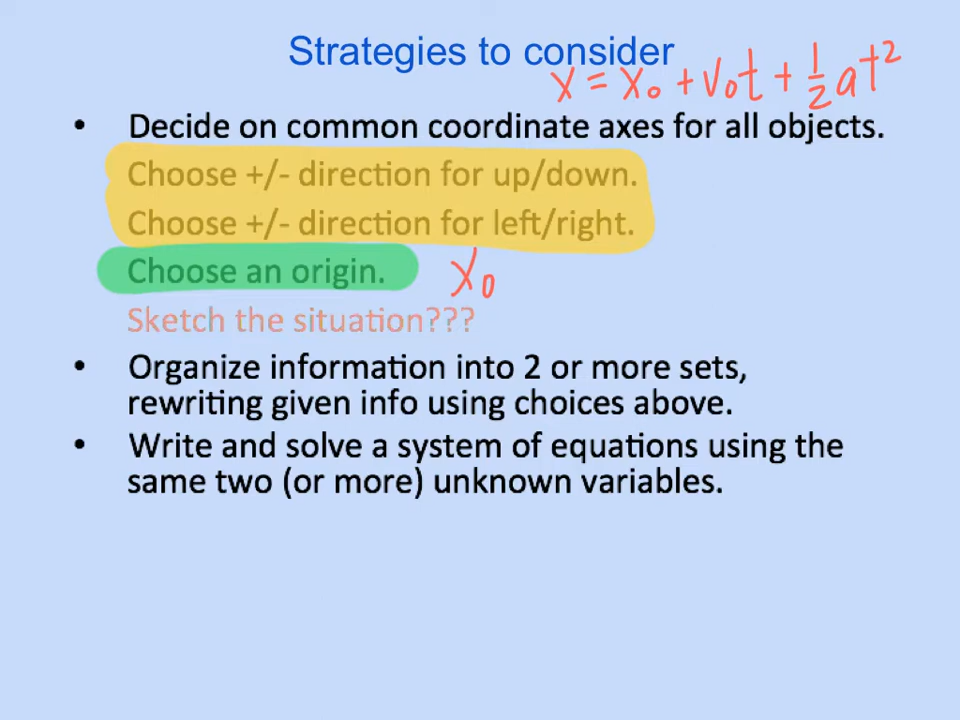 Strategies to consider
x = x₀ + v₀t + ½at²
• Decide on common coordinate axes for all objects.
Choose +/- direction for up/down.
Choose +/- direction for left/right.
Choose an origin. x₀
Sketch the situation???
• Organize information into 2 or more sets,
rewriting given info using choices above.
• Write and solve a system of equations using the
same two (or more) unknown variables.